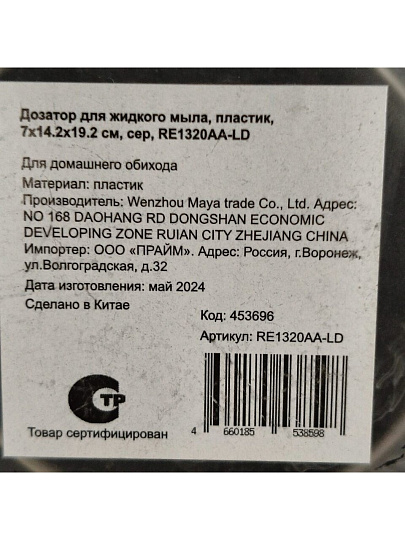 Дозатор для жидкого мыла, пластик,
7х14.2х19.2 см, сер, RE1320AA-LD
Для домашнего обихода
Материал: пластик
Производитель: Wenzhou Maya trade Co., Ltd. Адрес:
NO 168 DAOHANG RD DONGSHAN ECONOMIC
DEVELOPING ZONE RUIAN CITY ZHEJIANG CHINA
Импортер: ООО «ПРАЙМ». Адрес: Россия, г.Воронеж,
ул.Волгоградская, д.32
Дата изготовления: май 2024
Сделано в Китае
Код: 453696
Артикул: RE1320AA-LD
СТР
Товар сертифицирован
4 660185 538598